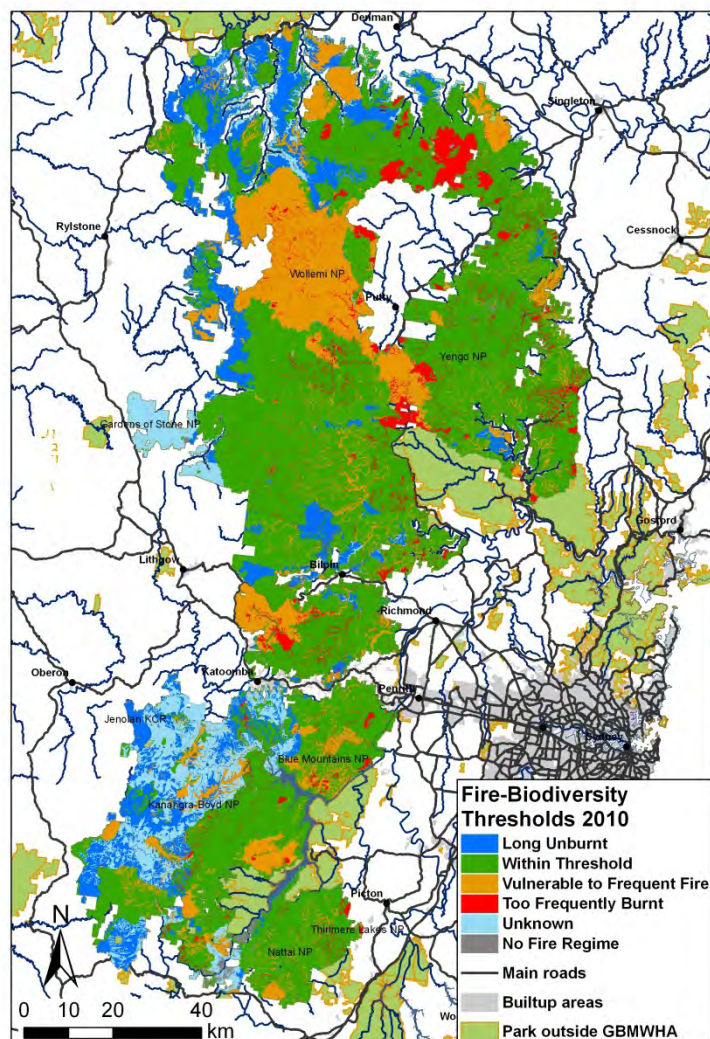 Denman
Singleton
Rylstone
Cessnock
Wollemi NP
Putty
Yengo NP
Gardens of Stone NP
Gosford
Lithgow
Bilpin
Richmond
Oberon
Katoomba
Penrith
Jenolan KCR
Sydney
Blue Mountains NP
Kanangra-Boyd NP
Picton
Thirlmere Lakes NP
Nattai NP
Wo
N
0 10 20 40
km
Fire-Biodiversity
Thresholds 2010
Long Unburnt
Within Threshold
Vulnerable to Frequent Fire
Too Frequently Burnt
Unknown
No Fire Regime
Main roads
Builtup areas
Park outside GBMWHA